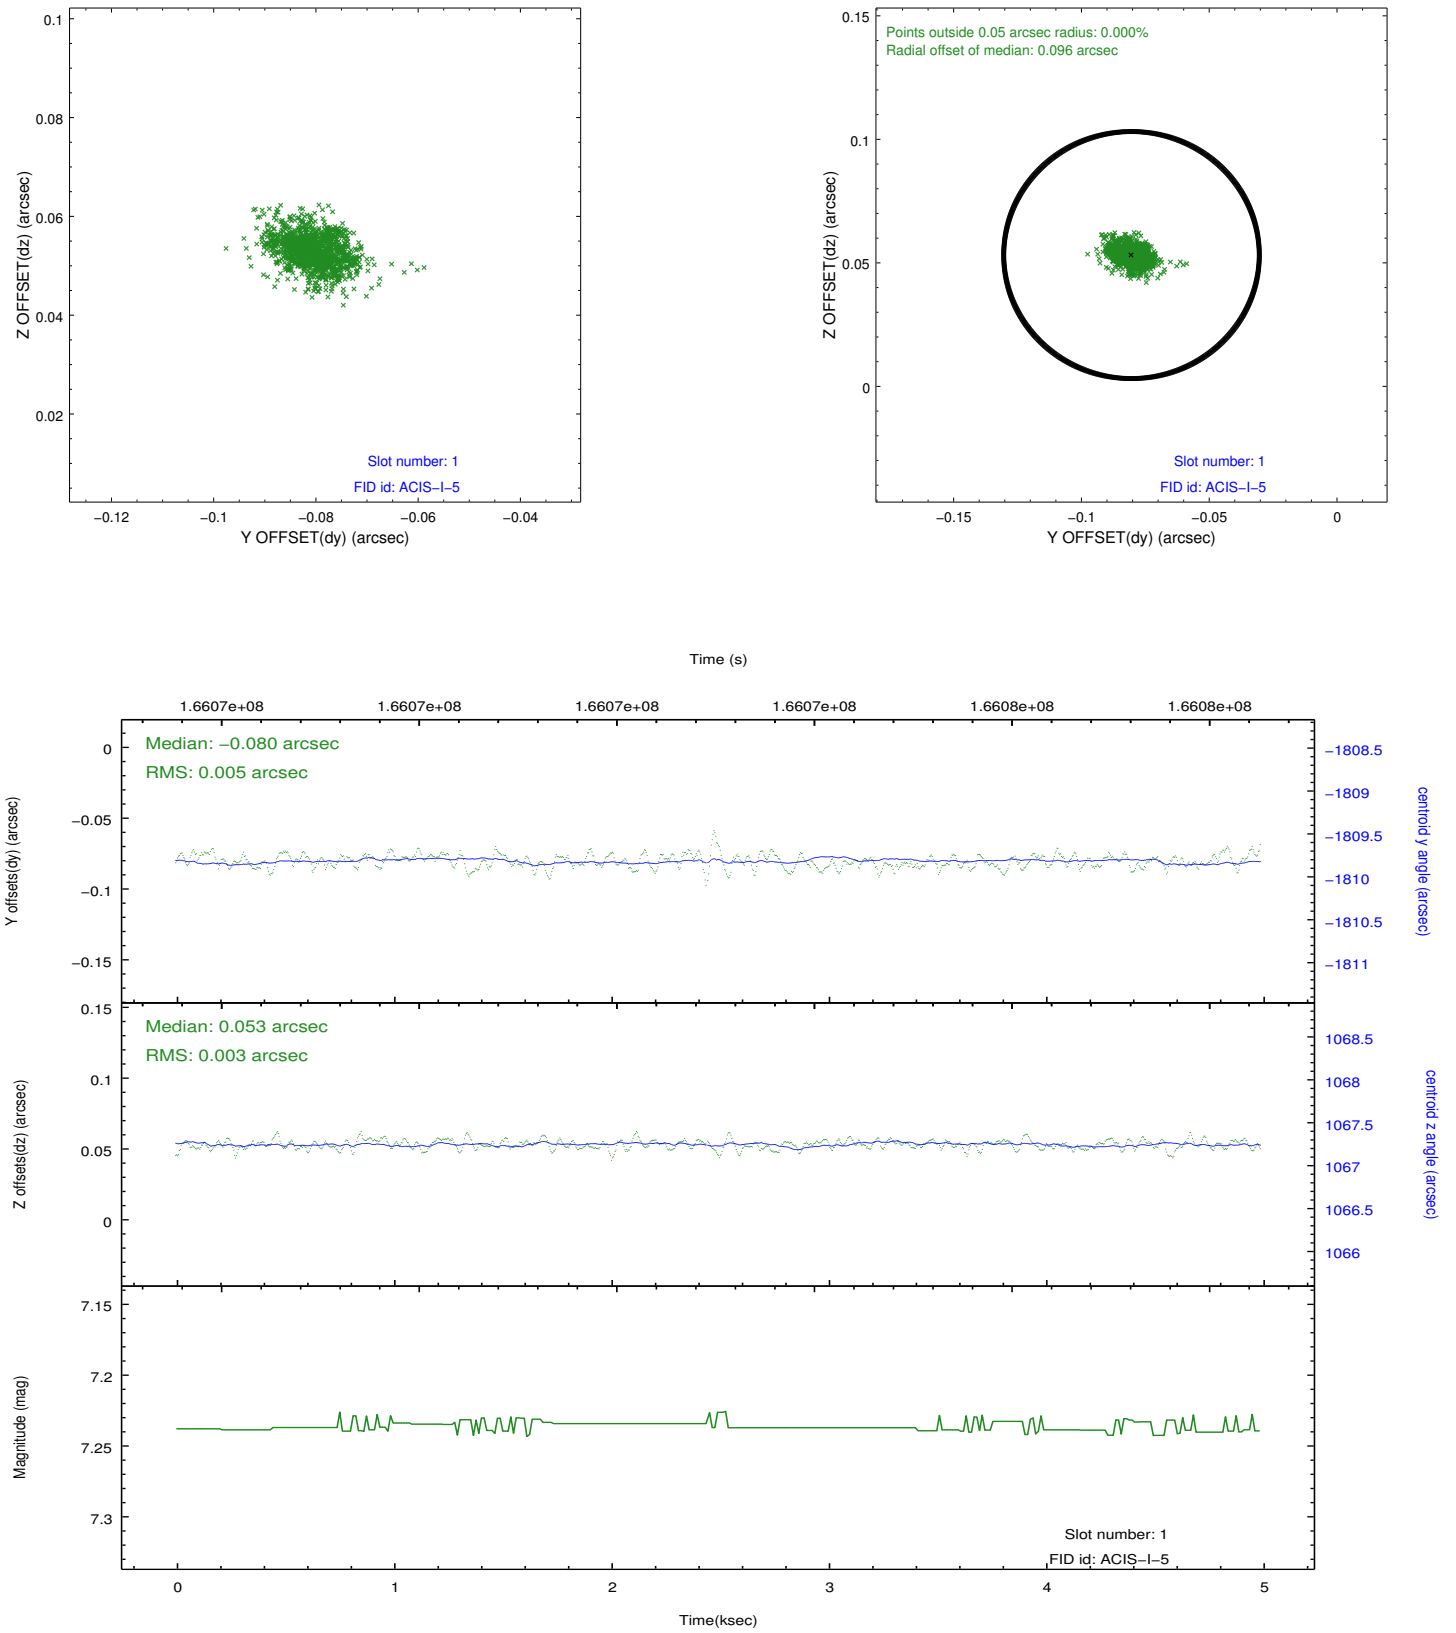 0.1
0.08
0.06
0.04
0.02
Z OFFSET(dz) (arcsec)
Slot number: 1
FID id: ACIS−I−5
−0.12 −0.1 −0.08 −0.06 −0.04
Y OFFSET(dy) (arcsec)
Points outside 0.05 arcsec radius: 0.000%
Radial offset of median: 0.096 arcsec
0.15
0.1
0.05
0
Z OFFSET(dz) (arcsec)
Slot number: 1
FID id: ACIS−I−5
−0.15 −0.1 −0.05 0
Y OFFSET(dy) (arcsec)
Time (s)
1.6607e+08 1.6607e+08 1.6607e+08 1.6607e+08 1.6608e+08 1.6608e+08
Median: −0.080 arcsec
RMS: 0.005 arcsec
0
−0.05
−0.1
−0.15
Y offsets(dy) (arcsec)
−1808.5
−1809
−1809.5
−1810
−1810.5
−1811
centroid y angle (arcsec)
Median: 0.053 arcsec
RMS: 0.003 arcsec
0.15
0.1
0.05
0
Z offsets(dz) (arcsec)
1068.5
1068
1067.5
1067
1066.5
1066
centroid z angle (arcsec)
7.15
7.2
7.25
7.3
Magnitude (mag)
Slot number: 1
FID id: ACIS−I−5
0 1 2 3 4 5
Time(ksec)